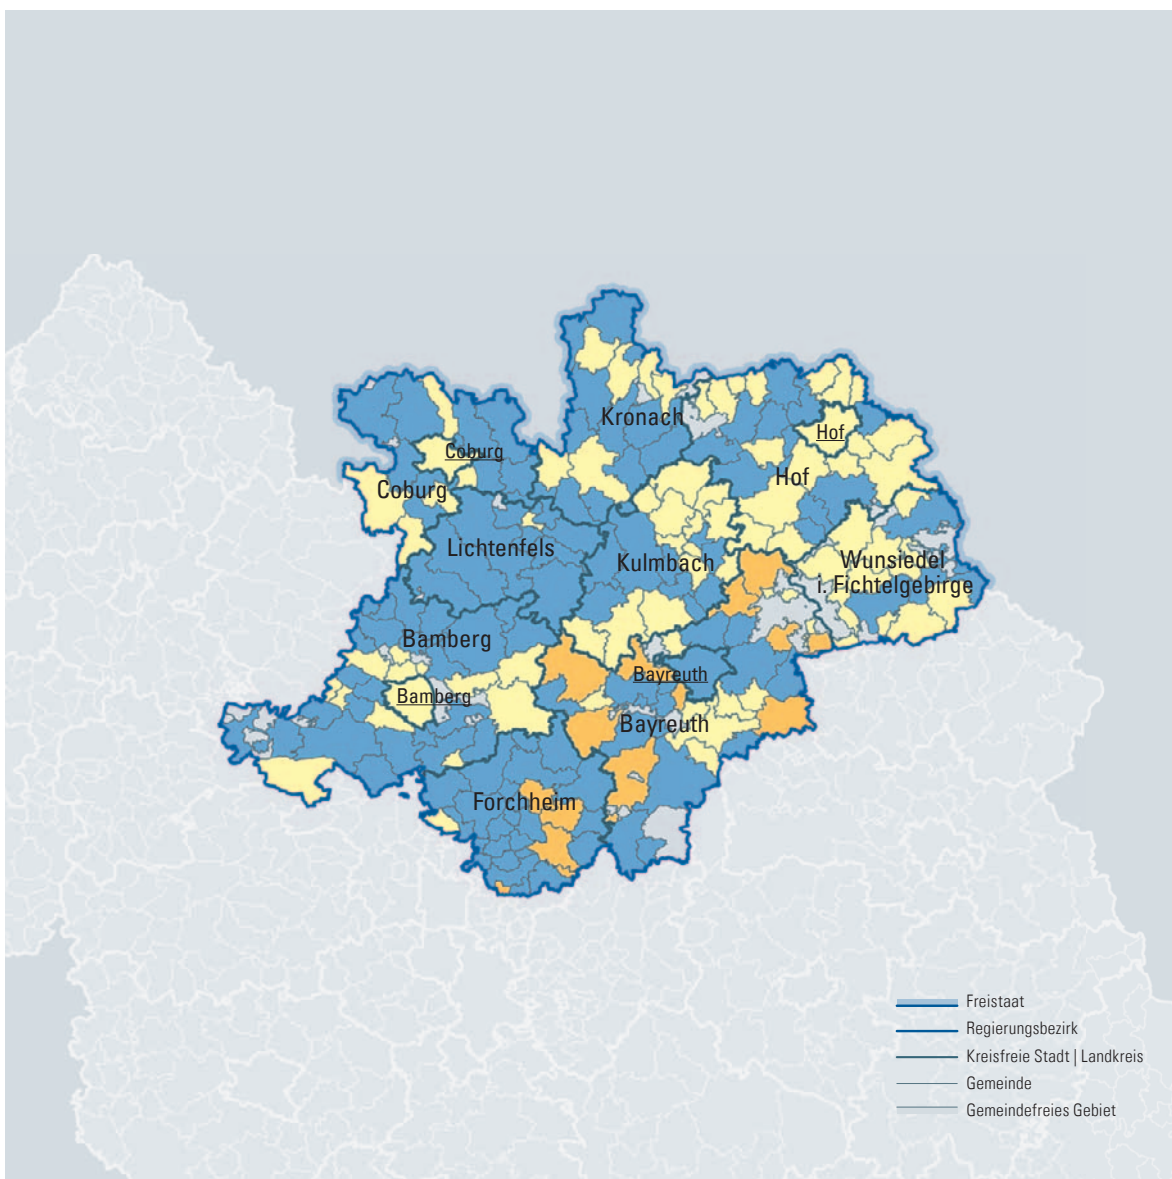 Kronach
Hof
Coburg
Hof
Coburg
Lichtenfels
Kulmbach
Wunsiedel
i. Fichtelgebirge
Bamberg
Bayreuth
Bamberg
Bayreuth
Forchheim
Freistaat
Regierungsbezirk
Kreisfreie Stadt | Landkreis
Gemeinde
Gemeindefreies Gebiet